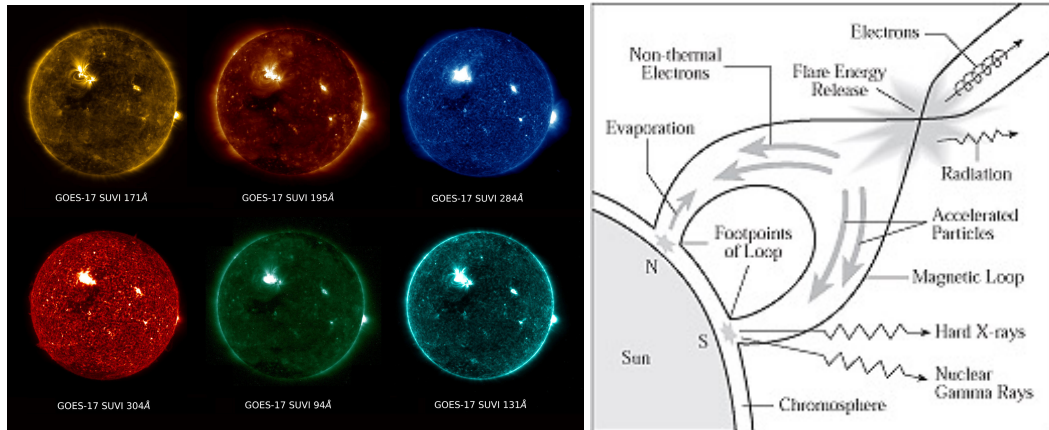 GOES-17 SUVI 171Å
GOES-17 SUVI 195Å
GOES-17 SUVI 284Å
GOES-17 SUVI 304Å
GOES-17 SUVI 94Å
GOES-17 SUVI 131Å
Electrons
Non-thermal
Electrons
Flare Energy
Release
Evaporation
Radiation
Footpoints
of Loop
Accelerated
Particles
N
Magnetic Loop
S
Hard X-rays
Sun
Nuclear
Gamma Rays
Chromosphere